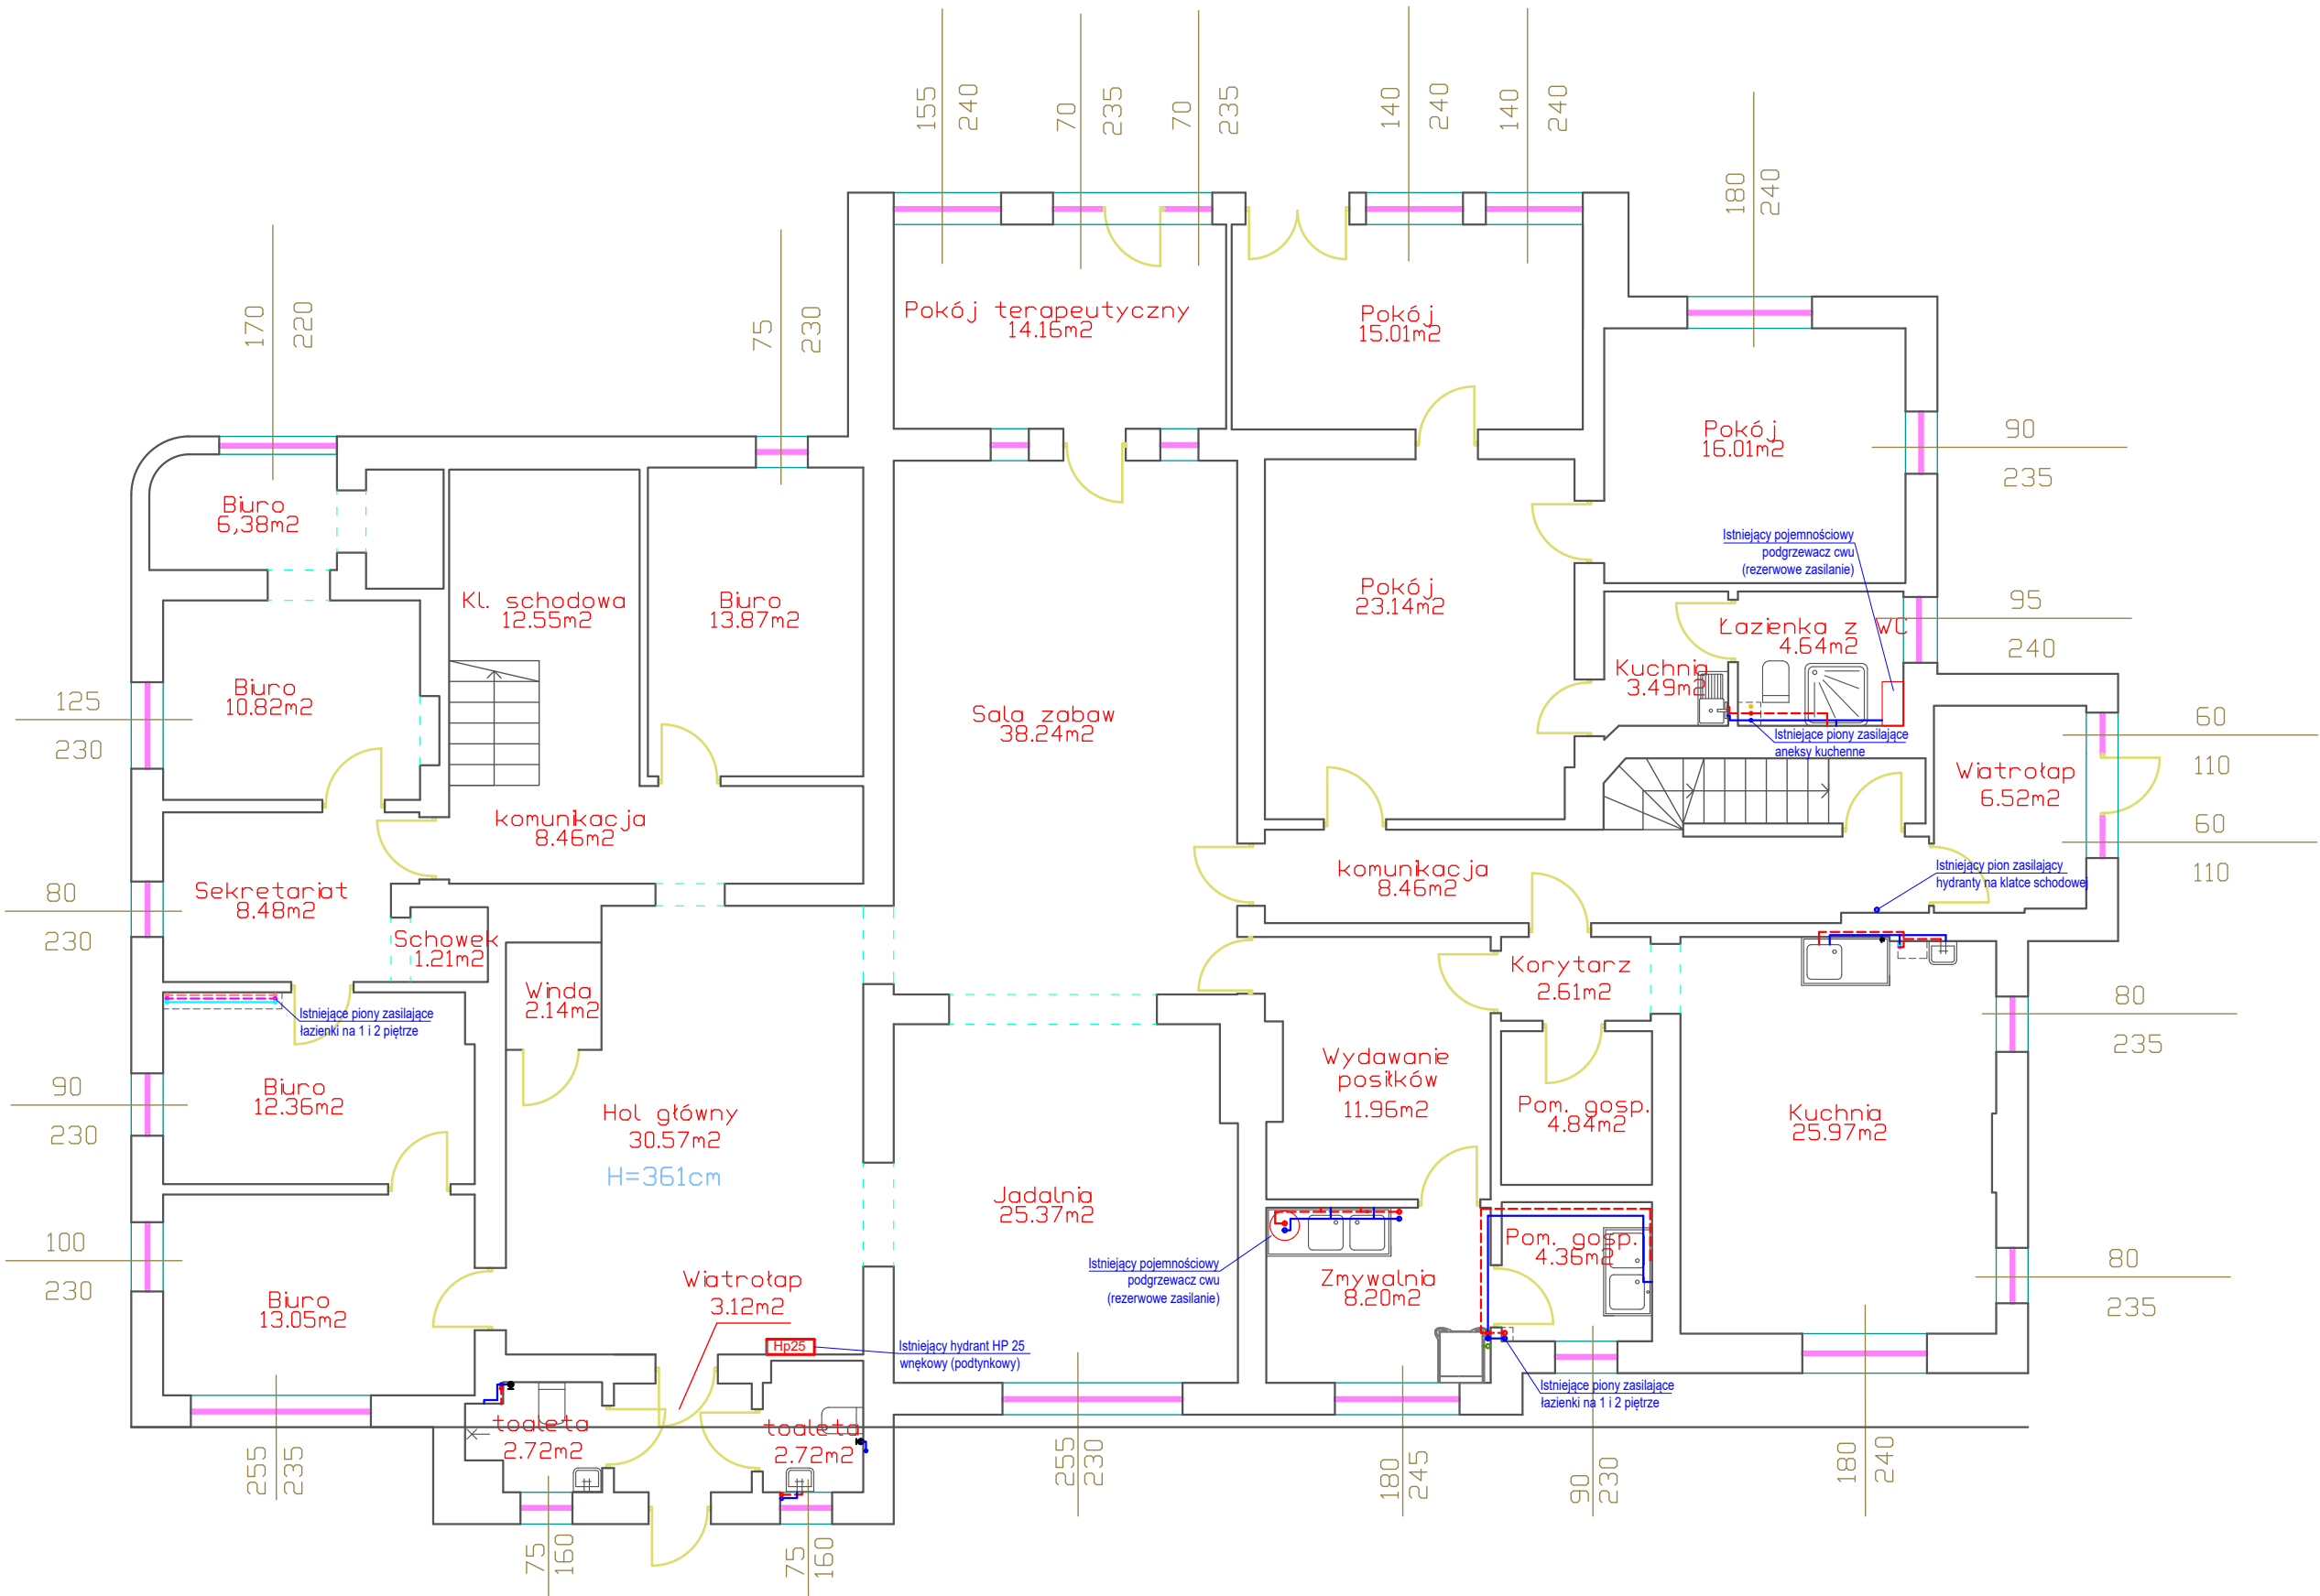 155
240
70
235
70
235
140
240
140
240
180
240
170
220
75
230
Pokój terapeutyczny
14.16m2
Pokój
15.01m2
Pokój
16.01m2
90
235
Biuro
6,38m2
Istniejący pojemnościowy
podgrzewacz cwu
(rezerwowe zasilanie)
Kl. schodowa
12.55m2
Biuro
13.87m2
Pokój
23.14m2
95
240
Łazienka z WC
4.64m2
Kuchnia
3.49m2
Biuro
10.82m2
125
230
Sala zabaw
38.24m2
Istniejące piony zasilające
aneksy kuchenne
60
110
Wiatrołap
6.52m2
60
110
komunikacja
8.46m2
komunikacja
8.46m2
Istniejący pion zasilający
hydranty na klatce schodowej
80
230
Sekretariat
8.48m2
Schowek
1.21m2
Winda
2.14m2
Korytarz
2.61m2
80
235
Istniejące piony zasilające
łazienki na 1 i 2 piętrze
90
230
Biuro
12.36m2
Hol główny
30.57m2
H=361cm
Wydawanie
posiłków
11.96m2
Pom. gosp.
4.84m2
Kuchnia
25.97m2
Jadalnia
25.37m2
100
230
Pom. gosp.
4.36m2
80
235
Istniejący pojemnościowy
podgrzewacz cwu
(rezerwowe zasilanie)
Zmywalnia
8.20m2
Wiatrołap
3.12m2
Biuro
13.05m2
Hp25
Istniejący hydrant HP 25
wnękowy (podtynkowy)
Istniejące piony zasilające
łazienki na 1 i 2 piętrze
toaleta
2.72m2
toaleta
2.72m2
255
235
255
230
180
245
90
230
180
240
75
160
75
160